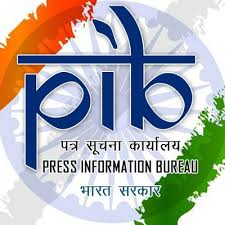 pib
पत्र सूचना कार्यालय
PRESS INFORMATION BUREAU
भारत सरकार